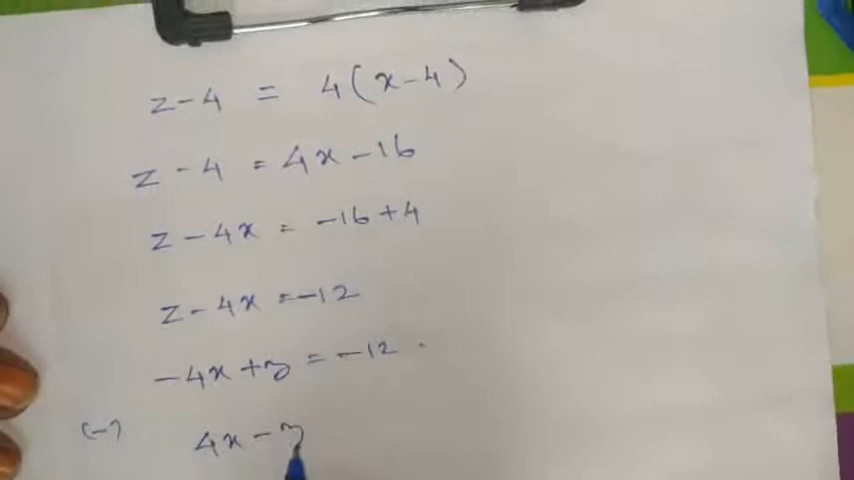 z - 4 = 4(x - 4)
z - 4 = 4x - 16
z - 4x = -16 + 4
z - 4x = -12
-4x + z = -12.
(-) 4x - z